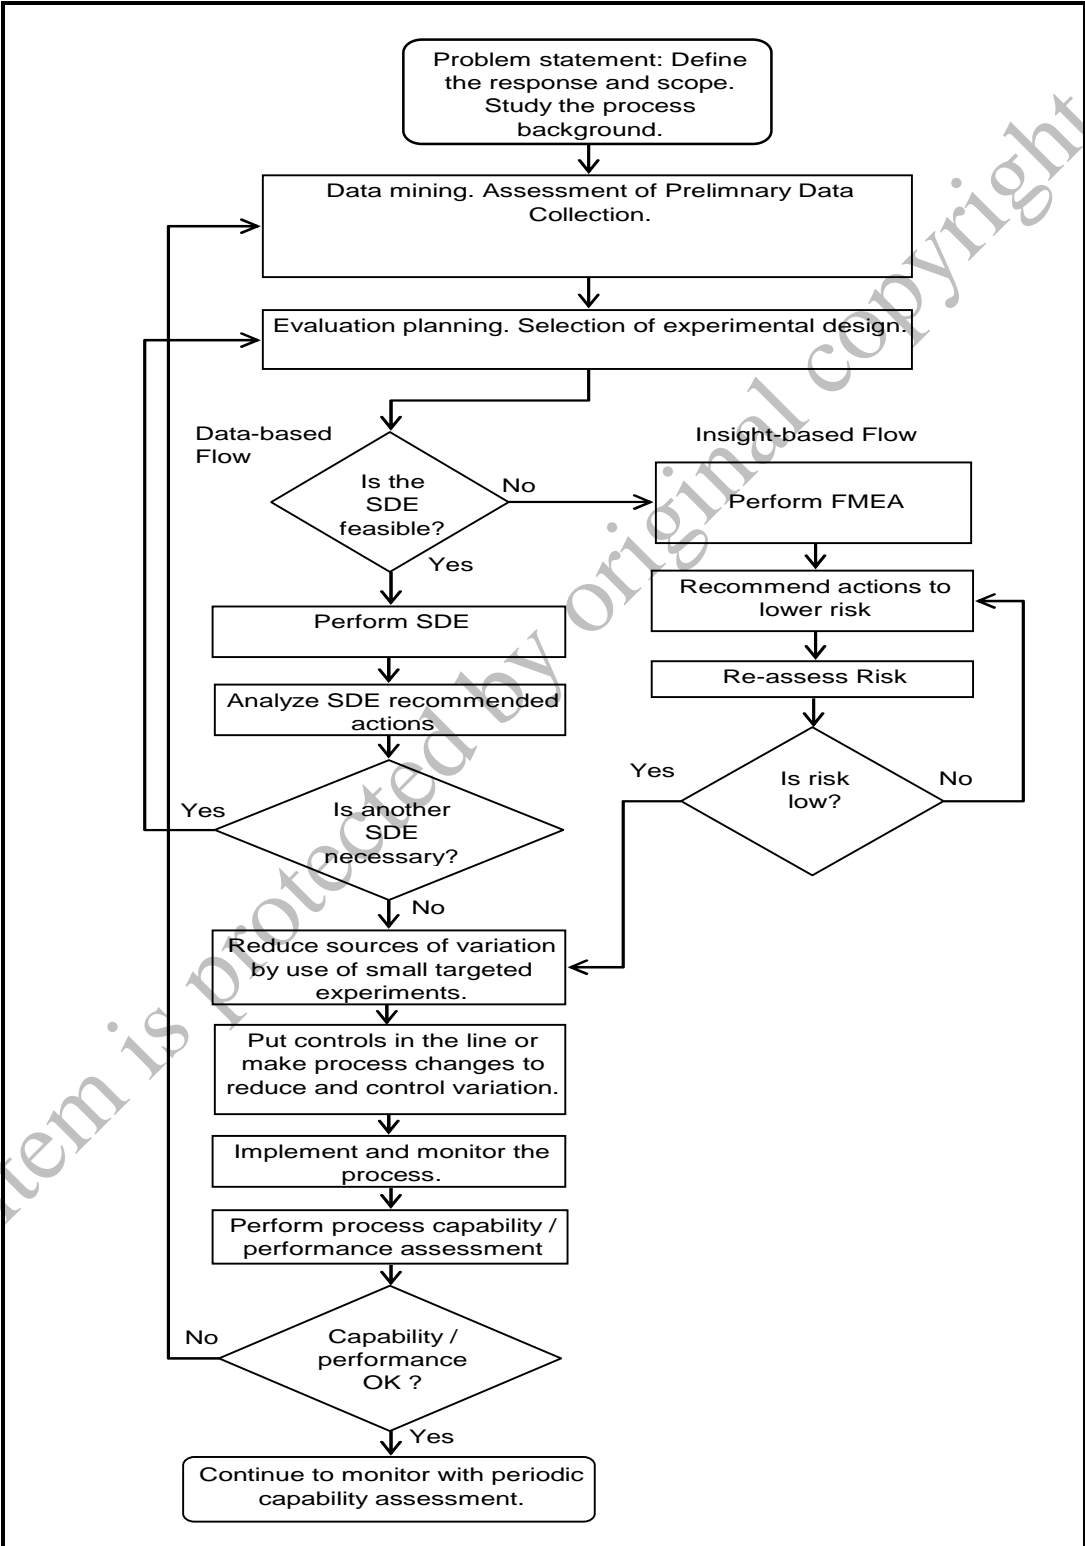 Problem statement: Define
the response and scope.
Study the process
background.
Data mining. Assessment of Prelimnary Data
Collection.
Evaluation planning. Selection of experimental design.
Data-based
Flow
Insight-based Flow
Is the
SDE
feasible?
No
Perform FMEA
Yes
Recommend actions to
lower risk
Perform SDE
Re-assess Risk
Analyze SDE recommended
actions
Yes
Is risk
low?
No
Yes
Is another
SDE
necessary?
No
Reduce sources of variation
by use of small targeted
experiments.
Put controls in the line or
make process changes to
reduce and control variation.
Implement and monitor the
process.
Perform process capability /
performance assessment
No
Capability /
performance
OK ?
Yes
Continue to monitor with periodic
capability assessment.
item is protected by original copyright